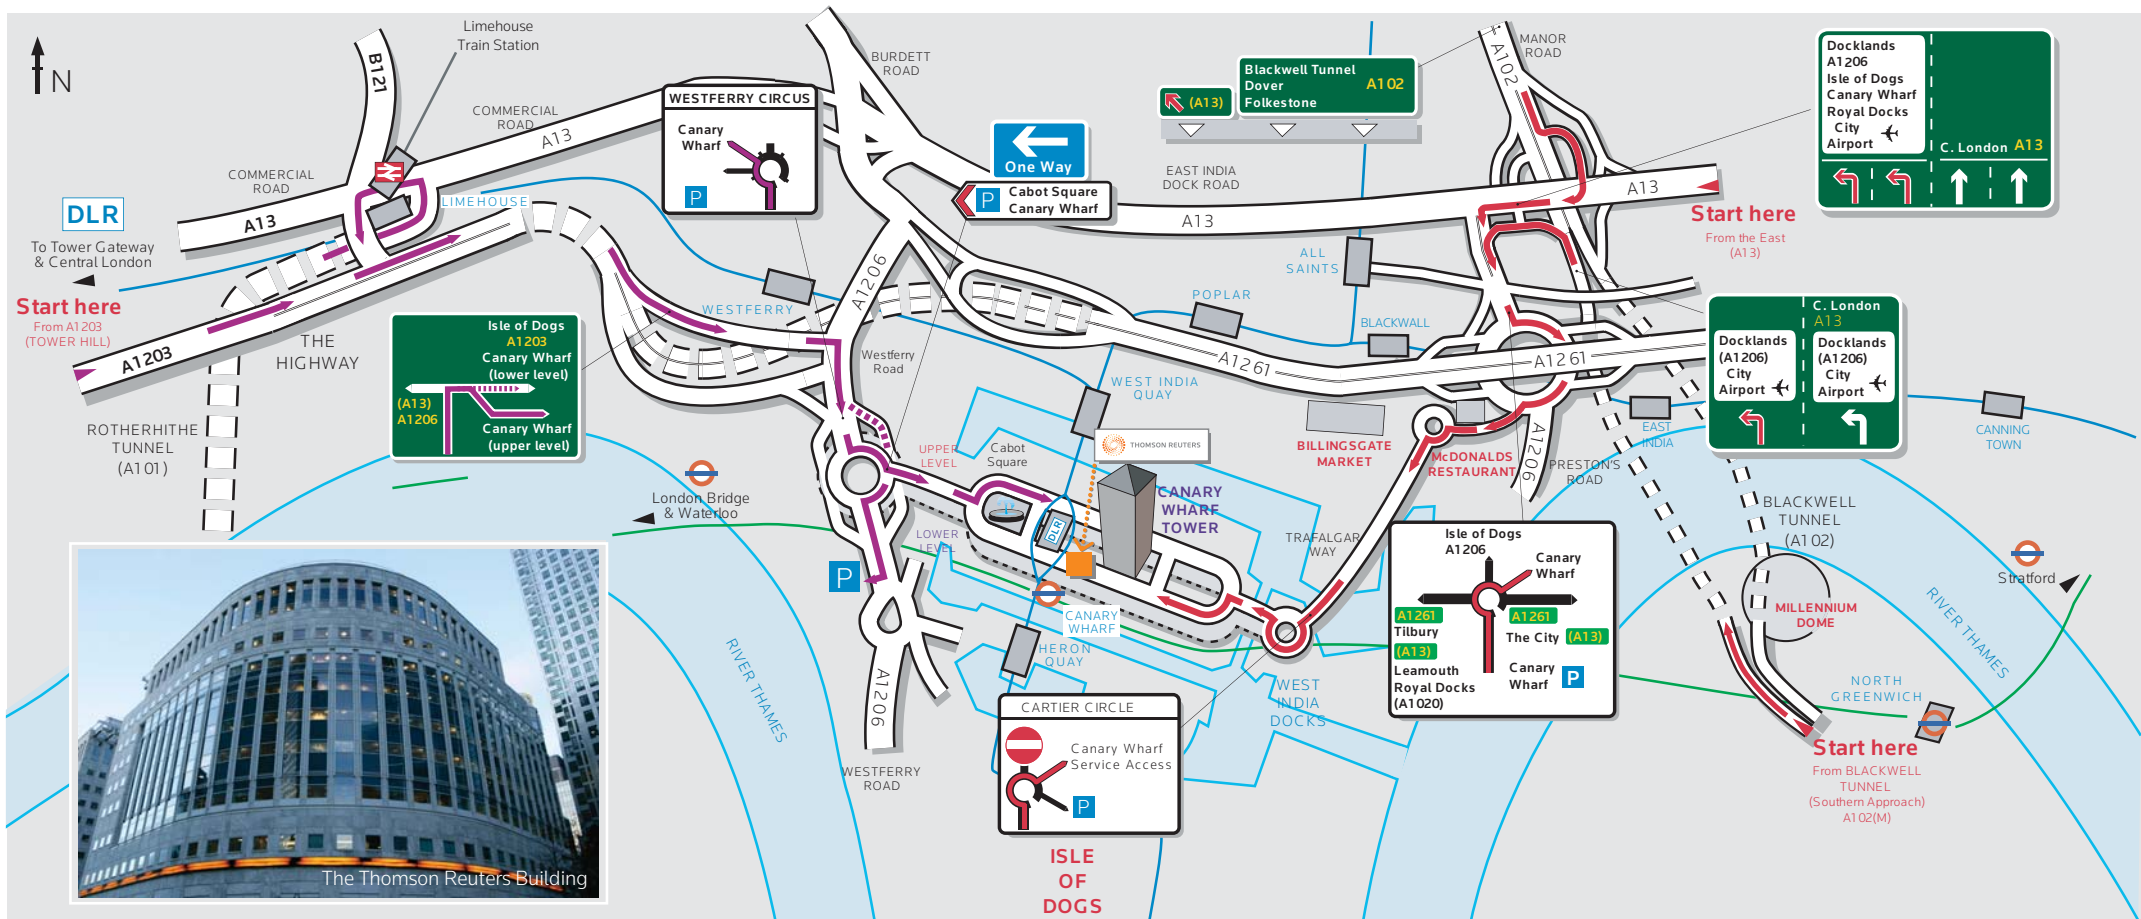 N
B121
Limehouse
Train Station
COMMERCIAL
ROAD
A13
COMMERCIAL
ROAD
A13
DLR
To Tower Gateway
& Central London
Start here
From A1203
(TOWER HILL)
A1203
THE
HIGHWAY
ROTHERHITHE
TUNNEL
(A101)
LIMEHOUSE
WESTFERRY CIRCUS
Canary
Wharf
P
BURDETT
ROAD
One Way
P
Cabot Square
Canary Wharf
(A13)
Blackwell Tunnel
Dover
Folkestone
A102
A102
MANOR
ROAD
EAST INDIA
DOCK ROAD
A13
A13
Docklands
A1206
Isle of Dogs
Canary Wharf
Royal Docks
City
Airport
C. London A13
Start here
From the East
(A13)
Isle of Dogs
A1203
Canary Wharf
(lower level)
(A13)
A1206
Canary Wharf
(upper level)
WESTFERRY
A1206
Westferry
Road
ALL
SAINTS
POPLAR
BLACKWALL
A1261
A1261
WEST INDIA
QUAY
C. London
A13
Docklands
(A1206)
City
Airport
Docklands
(A1206)
City
Airport
EAST
INDIA
CANNING
TOWN
THOMSON REUTERS
UPPER
LEVEL
Cabot
Square
LOWER
LEVEL
DLR
CANARY
WHARF
TOWER
BILLINGSGATE
MARKET
McDONALDS
RESTAURANT
A1206
PRESTON'S
ROAD
BLACKWELL
TUNNEL
(A102)
London Bridge
& Waterloo
P
TRAFALGAR
WAY
Isle of Dogs
A1206
Canary
Wharf
A1261
Tilbury
(A13)
Leamouth
Royal Docks
(A1020)
A1261
The City (A13)
Canary
Wharf
P
Stratford
MILLENNIUM
DOME
RIVER THAMES
RIVER THAMES
CANARY
WHARF
HERON
QUAY
A1206
WESTFERRY
ROAD
CARTIER CIRCLE
Canary Wharf
Service Access
P
WEST
INDIA
DOCKS
NORTH
GREENWICH
Start here
From BLACKWELL
TUNNEL
(Southern Approach)
A102(M)
ISLE
OF
DOGS
The Thomson Reuters Building